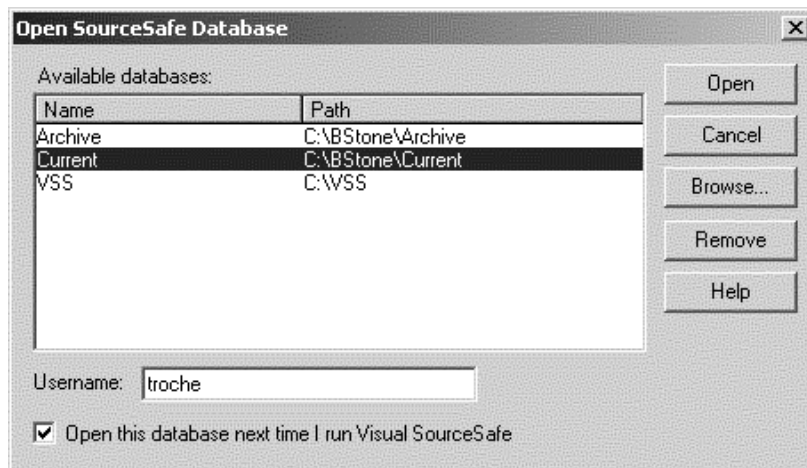 Open SourceSafe Database
Available databases:
Name Path
Archive C:\BStone\Archive
Current C:\BStone\Current
VSS C:\VSS
Open
Cancel
Browse...
Remove
Help
Username: troche
Open this database next time I run Visual SourceSafe